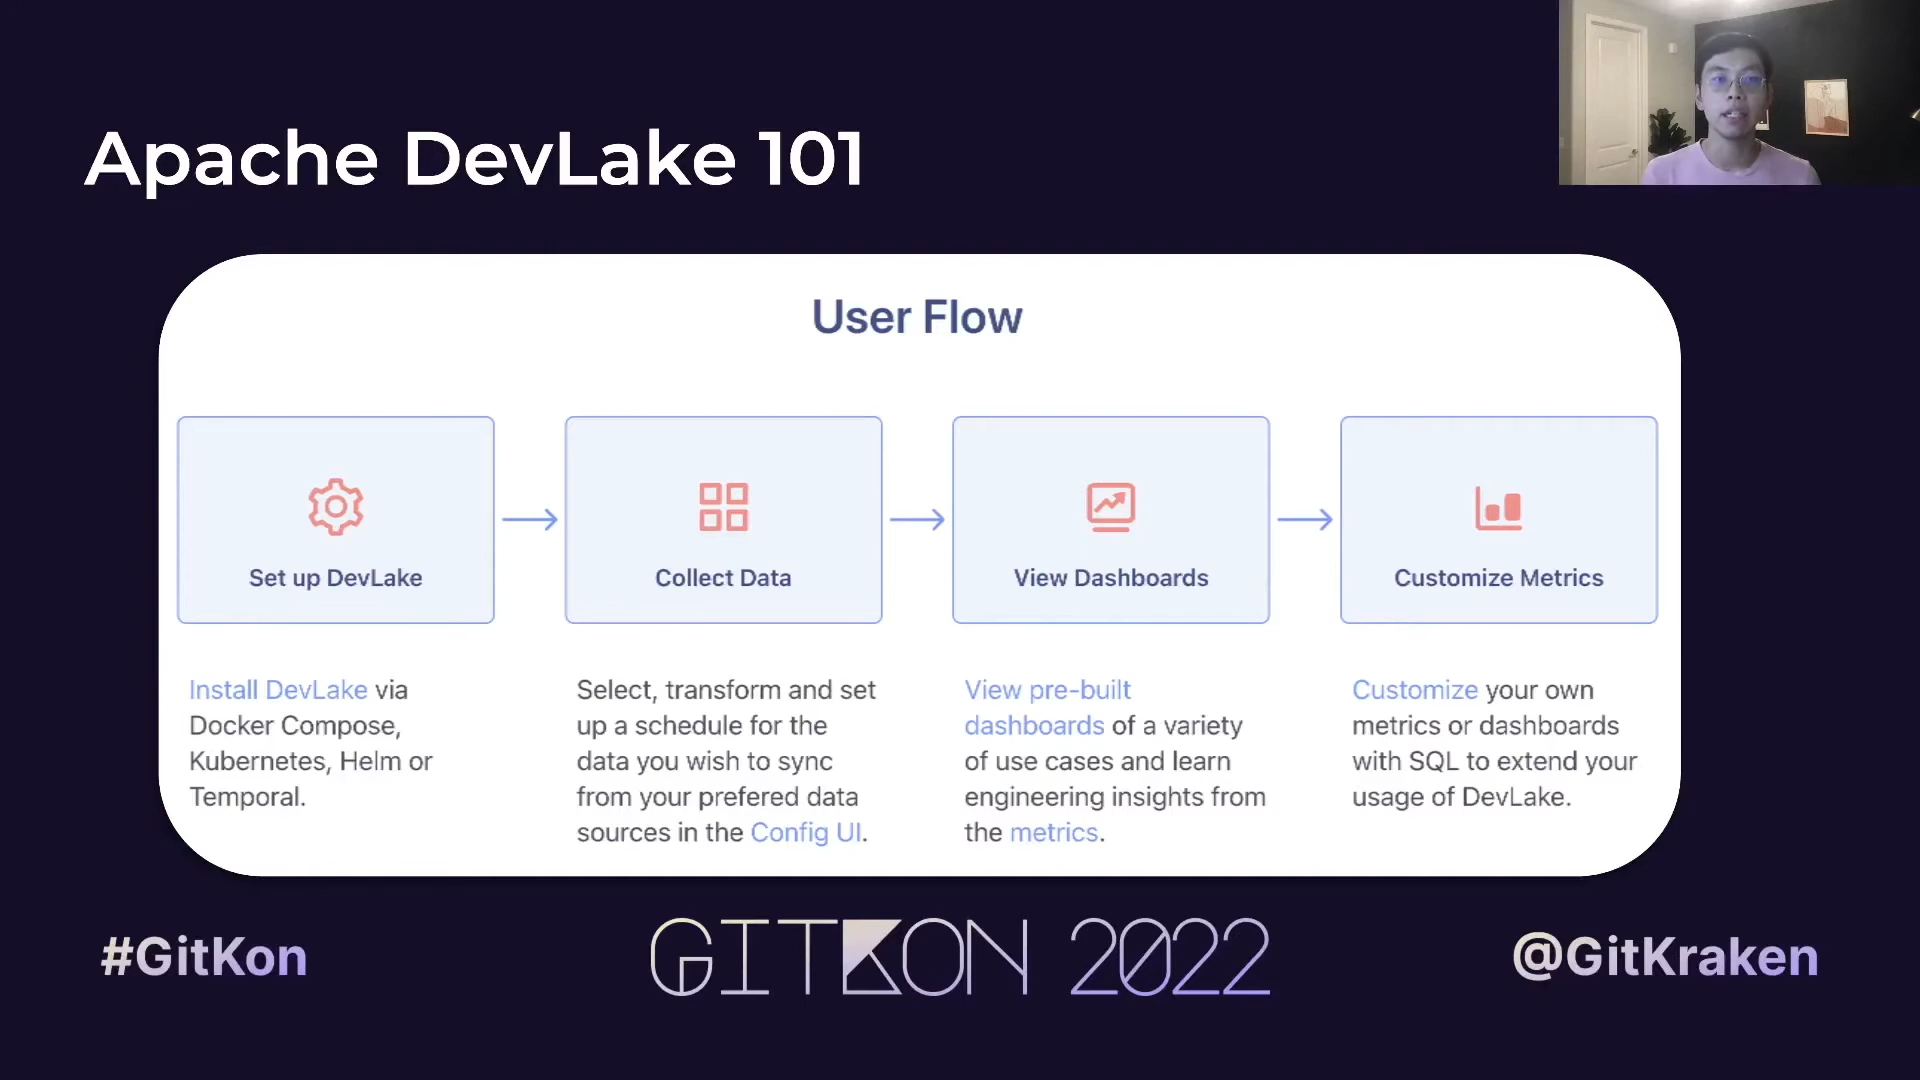 Apache DevLake 101
User Flow
Set up DevLake
Collect Data
View Dashboards
Customize Metrics
Install DevLake via
Docker Compose,
Kubernetes, Helm or
Temporal.
Select, transform and set
up a schedule for the
data you wish to sync
from your prefered data
sources in the Config UI.
View pre-built
dashboards of a variety
of use cases and learn
engineering insights from
the metrics.
Customize your own
metrics or dashboards
with SQL to extend your
usage of DevLake.
#GitKon
GITKON 2022
@GitKraken